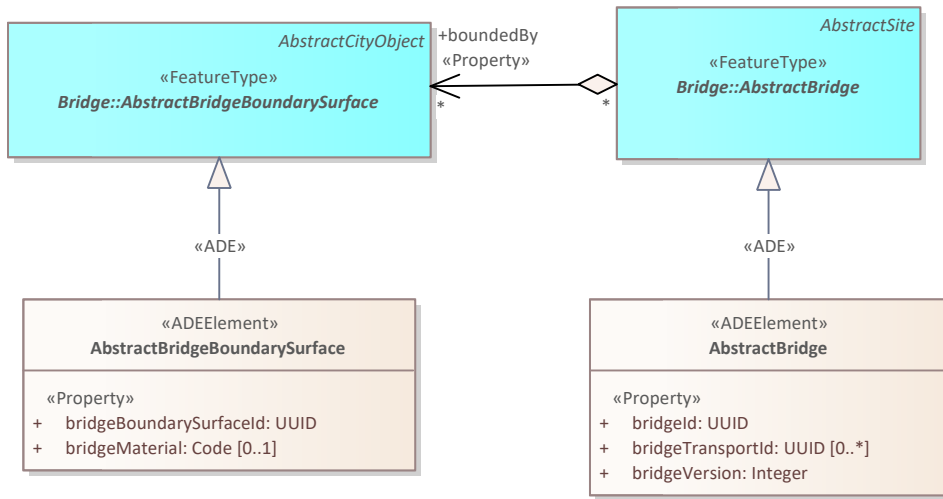 AbstractCityObject
«FeatureType»
Bridge::AbstractBridgeBoundarySurface
+boundedBy
«Property»
*
*
AbstractSite
«FeatureType»
Bridge::AbstractBridge
«ADE»
«ADE»
«ADEElement»
AbstractBridgeBoundarySurface
«Property»
+ bridgeBoundarySurfaceId: UUID
+ bridgeMaterial: Code [0..1]
«ADEElement»
AbstractBridge
«Property»
+ bridgeId: UUID
+ bridgeTransportId: UUID [0..*]
+ bridgeVersion: Integer